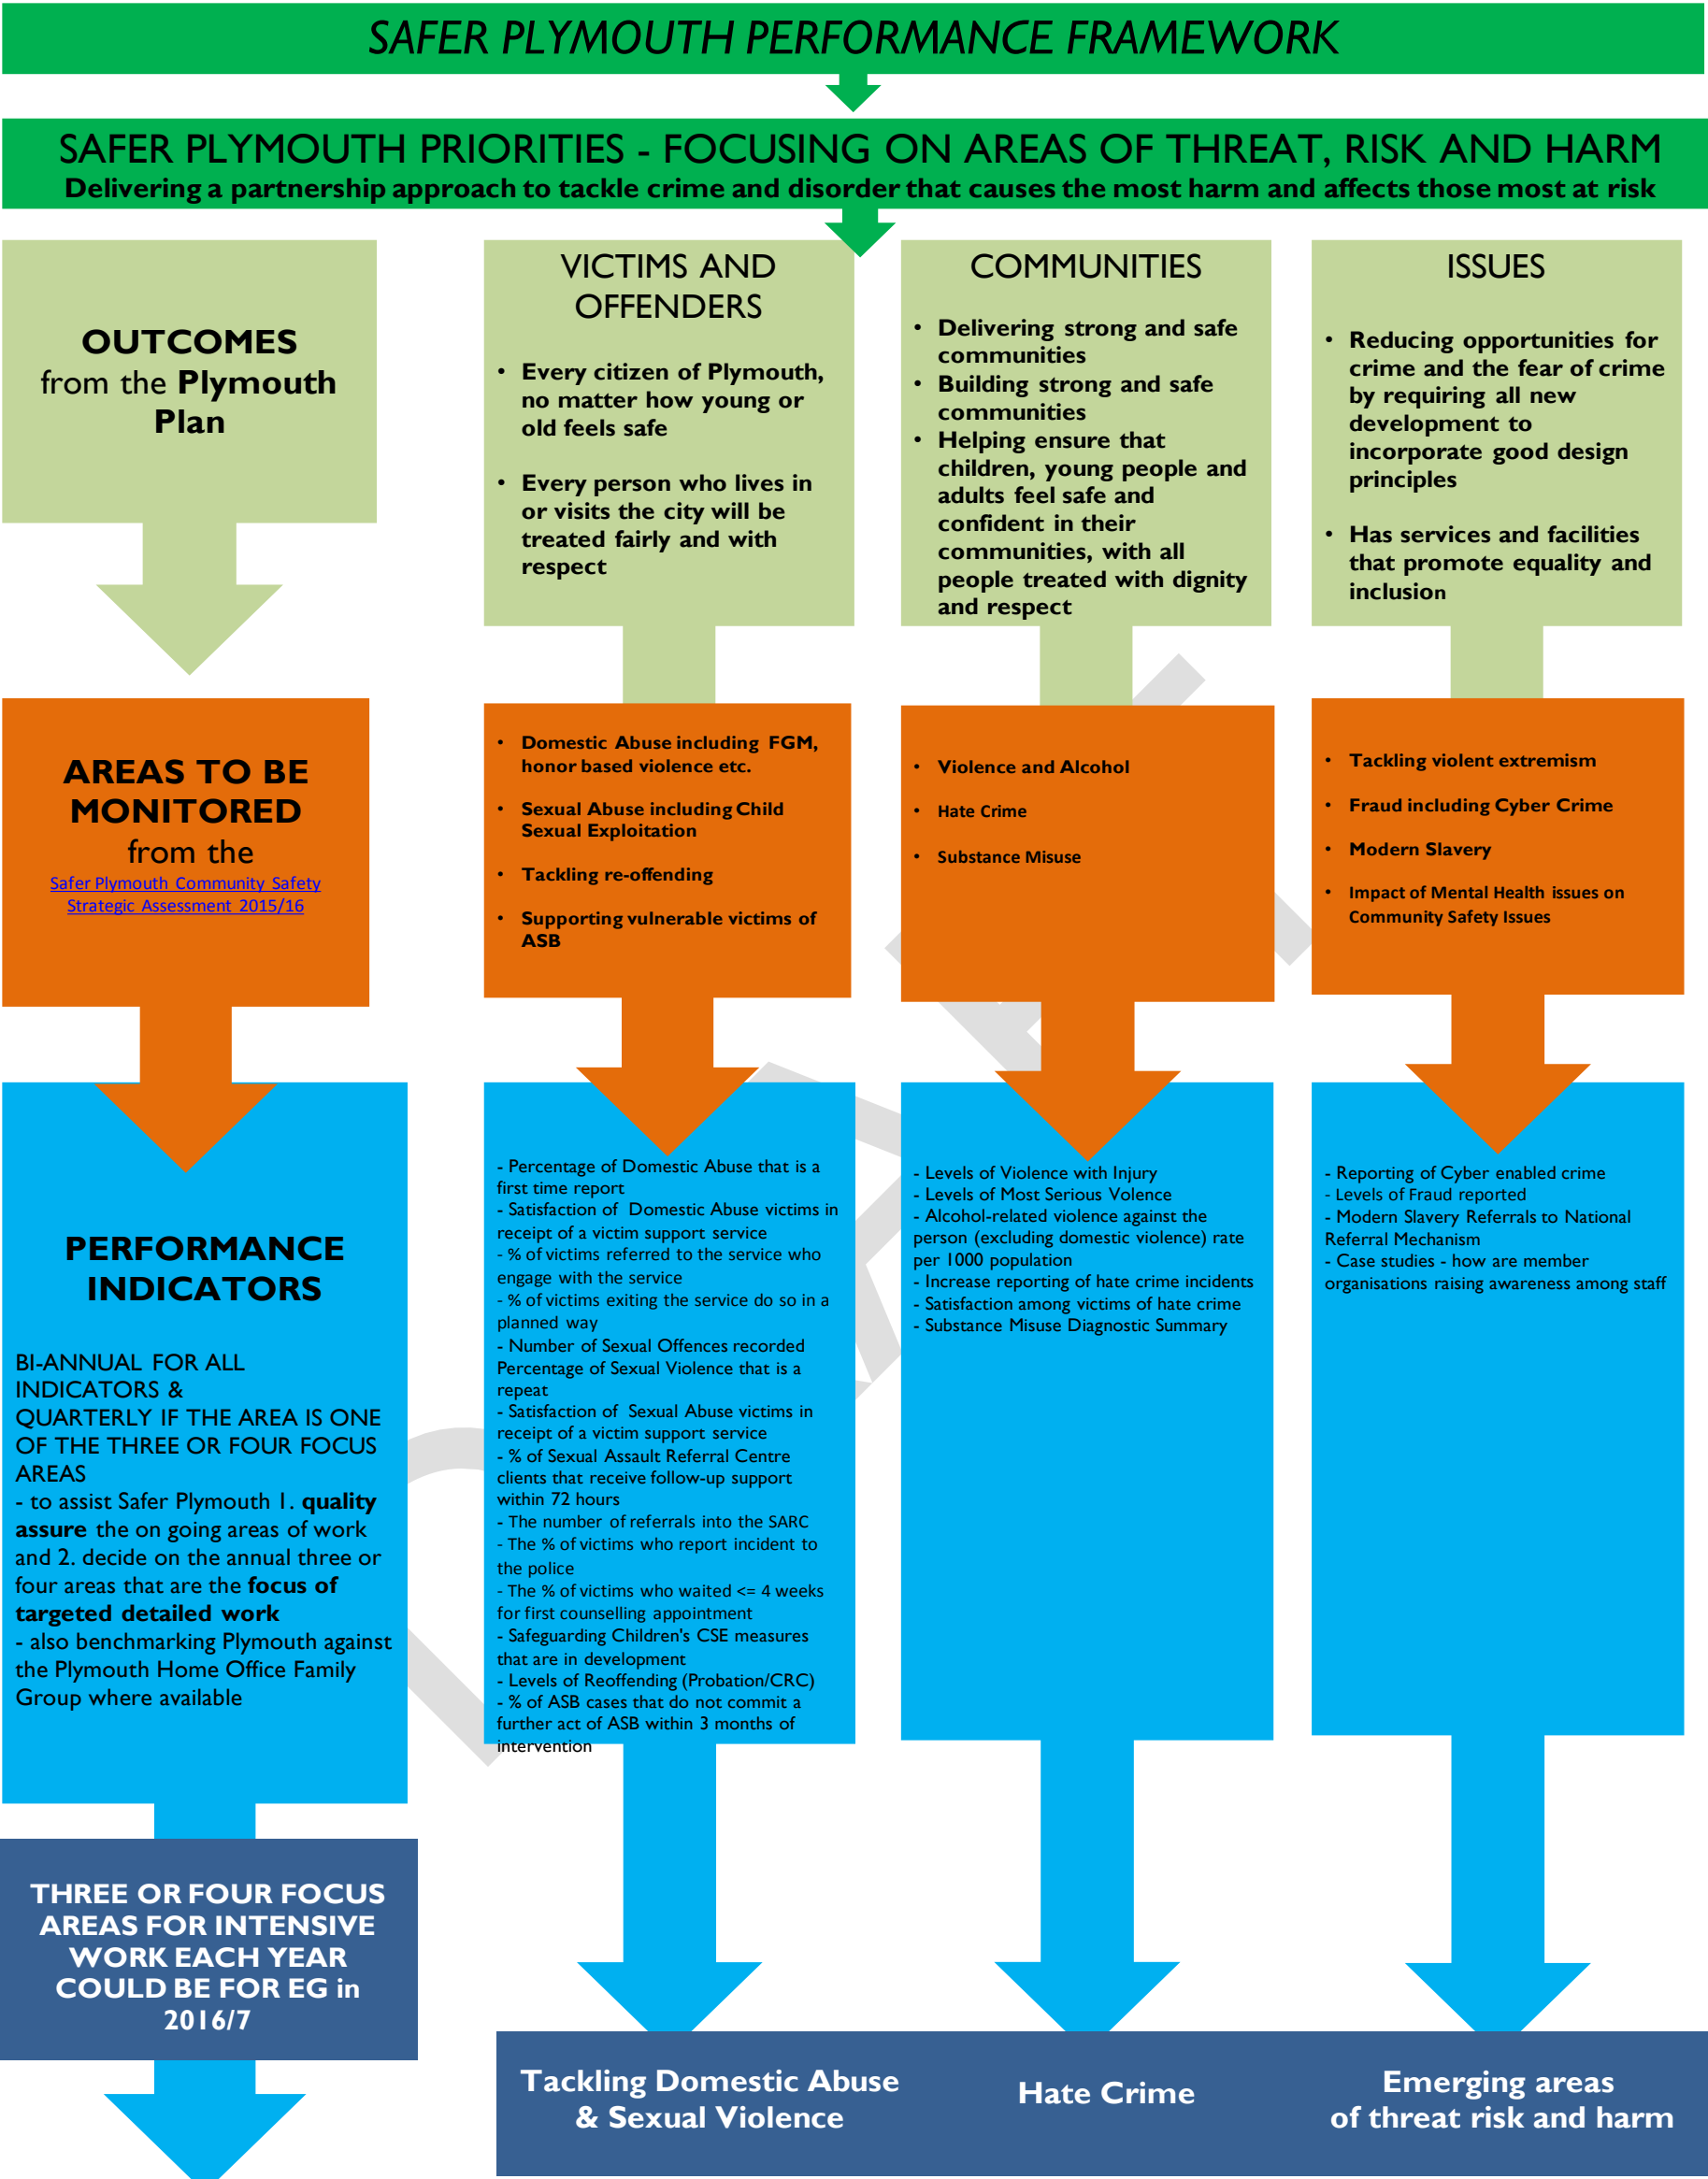 SAFER PLYMOUTH PERFORMANCE FRAMEWORK
SAFER PLYMOUTH PRIORITIES - FOCUSING ON AREAS OF THREAT, RISK AND HARM
Delivering a partnership approach to tackle crime and disorder that causes the most harm and affects those most at risk
OUTCOMES
from the Plymouth
Plan
VICTIMS AND
OFFENDERS
• Every citizen of Plymouth,
no matter how young or
old feels safe
• Every person who lives in
or visits the city will be
treated fairly and with
respect
COMMUNITIES
• Delivering strong and safe
communities
• Building strong and safe
communities
• Helping ensure that
children, young people and
adults feel safe and
confident in their
communities, with all
people treated with dignity
and respect
ISSUES
• Reducing opportunities for
crime and the fear of crime
by requiring all new
development to
incorporate good design
principles
• Has services and facilities
that promote equality and
inclusion
AREAS TO BE
MONITORED
from the
Safer Plymouth Community Safety
Strategic Assessment 2015/16
• Domestic Abuse including FGM,
honor based violence etc.
• Sexual Abuse including Child
Sexual Exploitation
• Tackling re-offending
• Supporting vulnerable victims of
ASB
• Violence and Alcohol
• Hate Crime
• Substance Misuse
• Tackling violent extremism
• Fraud including Cyber Crime
• Modern Slavery
• Impact of Mental Health issues on
Community Safety Issues
PERFORMANCE
INDICATORS
BI-ANNUAL FOR ALL
INDICATORS &
QUARTERLY IF THE AREA IS ONE
OF THE THREE OR FOUR FOCUS
AREAS
- to assist Safer Plymouth 1. quality
assure the on going areas of work
and 2. decide on the annual three or
four areas that are the focus of
targeted detailed work
- also benchmarking Plymouth against
the Plymouth Home Office Family
Group where available
- Percentage of Domestic Abuse that is a
first time report
- Satisfaction of Domestic Abuse victims in
receipt of a victim support service
- % of victims referred to the service who
engage with the service
- % of victims exiting the service do so in a
planned way
- Number of Sexual Offences recorded
Percentage of Sexual Violence that is a
repeat
- Satisfaction of Sexual Abuse victims in
receipt of a victim support service
- % of Sexual Assault Referral Centre
clients that receive follow-up support
within 72 hours
- The number of referrals into the SARC
- The % of victims who report incident to
the police
- The % of victims who waited <= 4 weeks
for first counselling appointment
- Safeguarding Children's CSE measures
that are in development
- Levels of Reoffending (Probation/CRC)
- % of ASB cases that do not commit a
further act of ASB within 3 months of
intervention
- Levels of Violence with Injury
- Levels of Most Serious Volence
- Alcohol-related violence against the
person (excluding domestic violence) rate
per 1000 population
- Increase reporting of hate crime incidents
- Satisfaction among victims of hate crime
- Substance Misuse Diagnostic Summary
- Reporting of Cyber enabled crime
- Levels of Fraud reported
- Modern Slavery Referrals to National
Referral Mechanism
- Case studies - how are member
organisations raising awareness among staff
THREE OR FOUR FOCUS
AREAS FOR INTENSIVE
WORK EACH YEAR
COULD BE FOR EG in
2016/7
Tackling Domestic Abuse
& Sexual Violence
Hate Crime
Emerging areas
of threat risk and harm